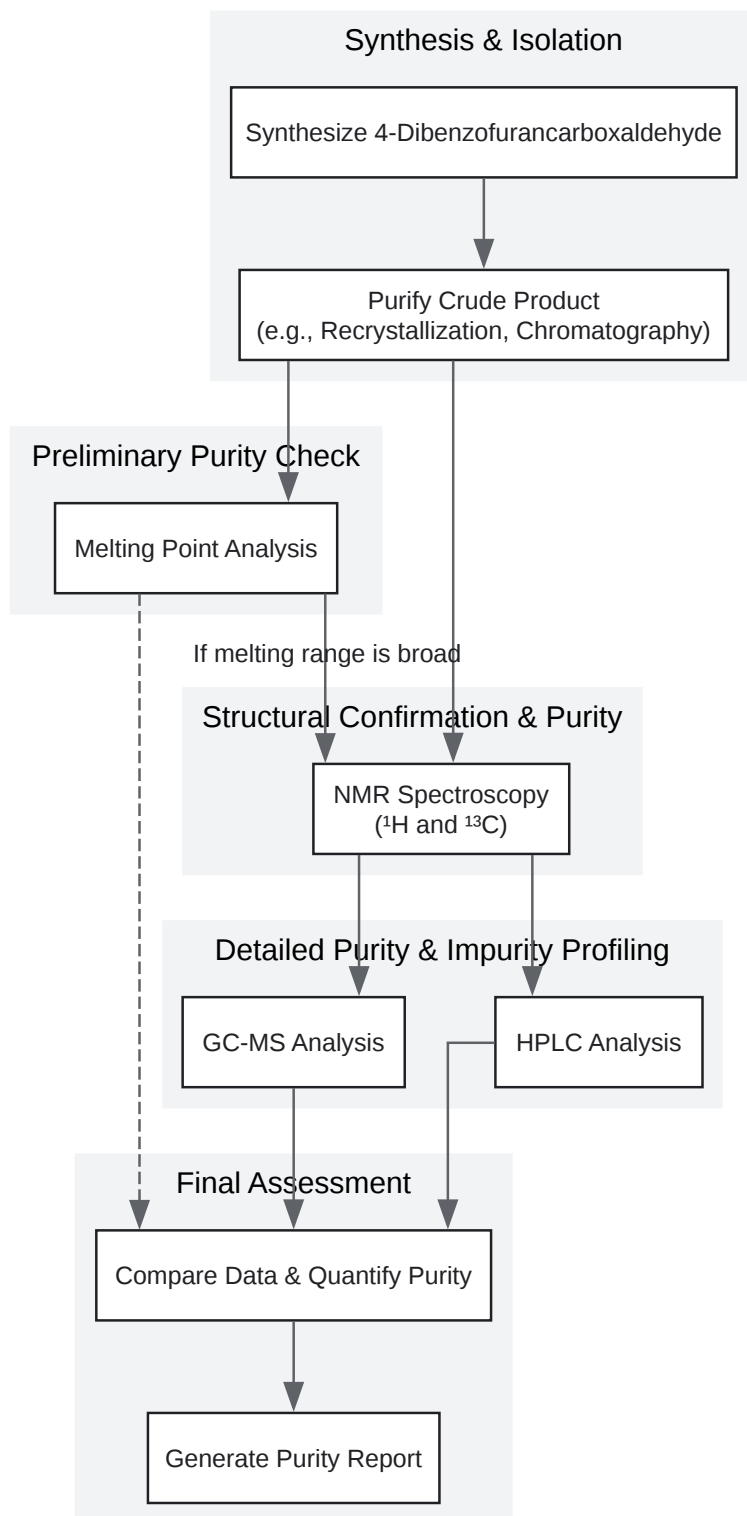 Synthesis & Isolation
Synthesize 4-Dibenzofurancarboxaldehyde
Purify Crude Product
(e.g., Recrystallization, Chromatography)
Preliminary Purity Check
Melting Point Analysis
If melting range is broad
Structural Confirmation & Purity
NMR Spectroscopy
(¹H and ¹³C)
Detailed Purity & Impurity Profiling
GC-MS Analysis
HPLC Analysis
Final Assessment
Compare Data & Quantify Purity
Generate Purity Report